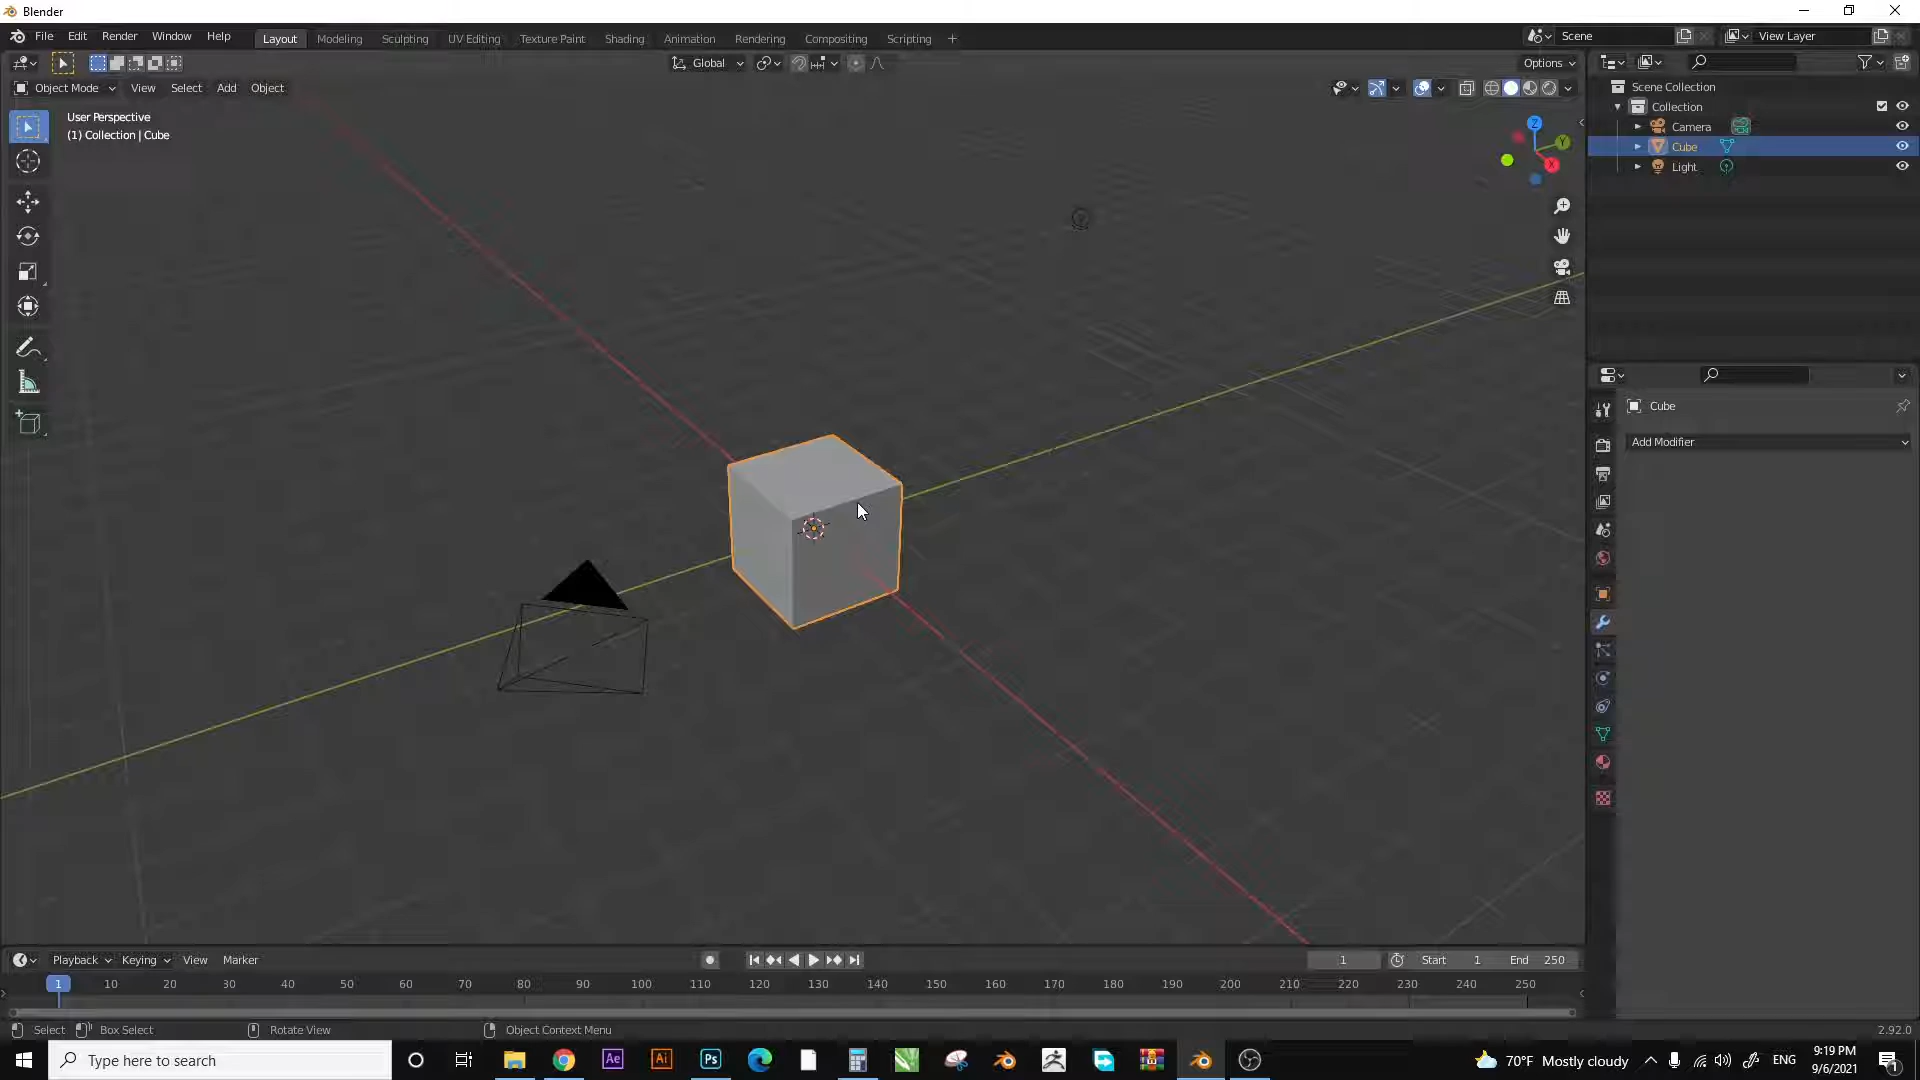 Blender
File Edit Render Window Help Layout Modeling Sculpting UV Editing Texture Paint Shading Animation Rendering Compositing Scripting + Scene View Layer
Global Options
Object Mode View Select Add Object
User Perspective
(1) Collection | Cube
Z
Y
X
Scene Collection
Collection
Camera
Cube
Light
Cube
Add Modifier
Playback Keying View Marker 1 Start 1 End 250
1 10 20 30 40 50 60 70 80 90 100 110 120 130 140 150 160 170 180 190 200 210 220 230 240 250
Select Box Select Rotate View Object Context Menu 2.92.0
Type here to search Ae Ai Ps 70°F Mostly cloudy ENG 9:19 PM
9/6/2021 1